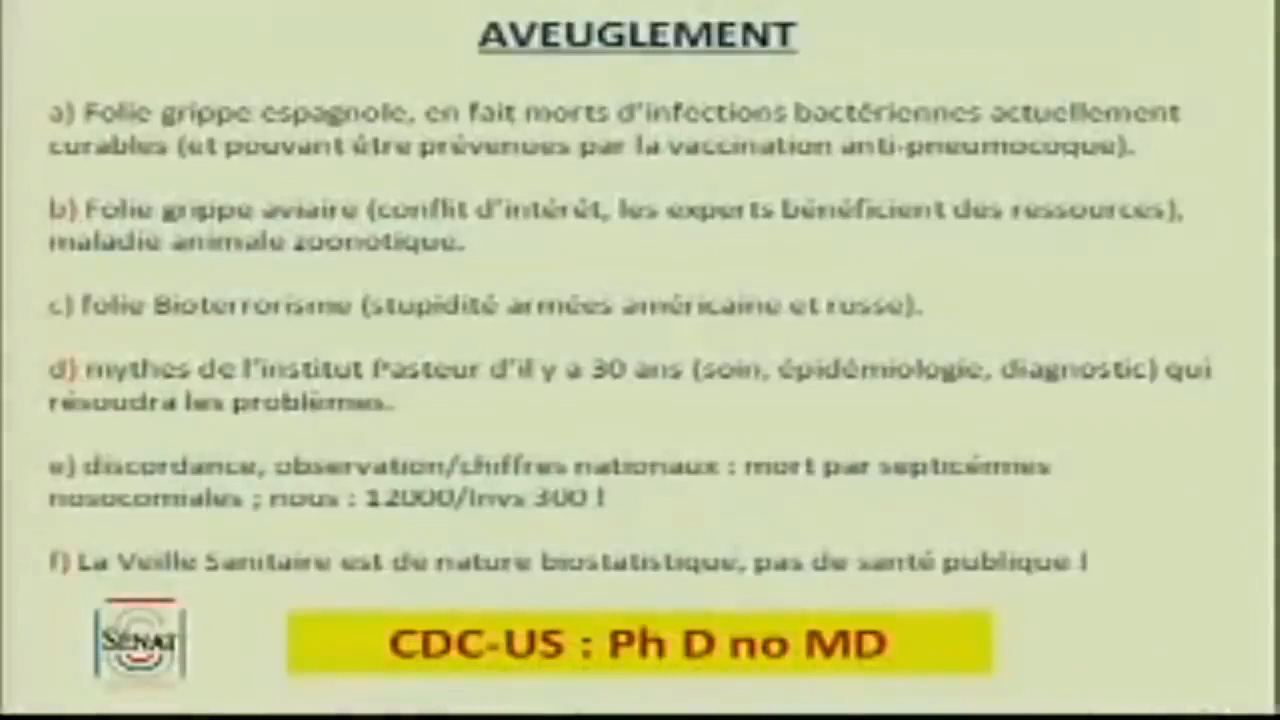 AVEUGLEMENT
a) Folie grippe espagnole, en fait morts d'infections bactériennes actuellement
curables (et pouvant être prévenues par la vaccination anti-pneumocoque).
b) Folie grippe aviaire (conflit d'intérêt, les experts bénéficient des ressources),
maladie animale zoonotique.
c) folie Bioterrorisme (stupidité armées américaine et russe).
d) mythes de l'institut Pasteur d'il y a 30 ans (soin, épidémiologie, diagnostic) qui
résoudra les problèmes.
e) discordance, observation/chiffres nationaux : mort par septicémies
nosocomiales ; nous : 12000/Invs 300 !
f) La Veille Sanitaire est de nature biostatistique, pas de santé publique !
SÉNAT
CDC-US : Ph D no MD